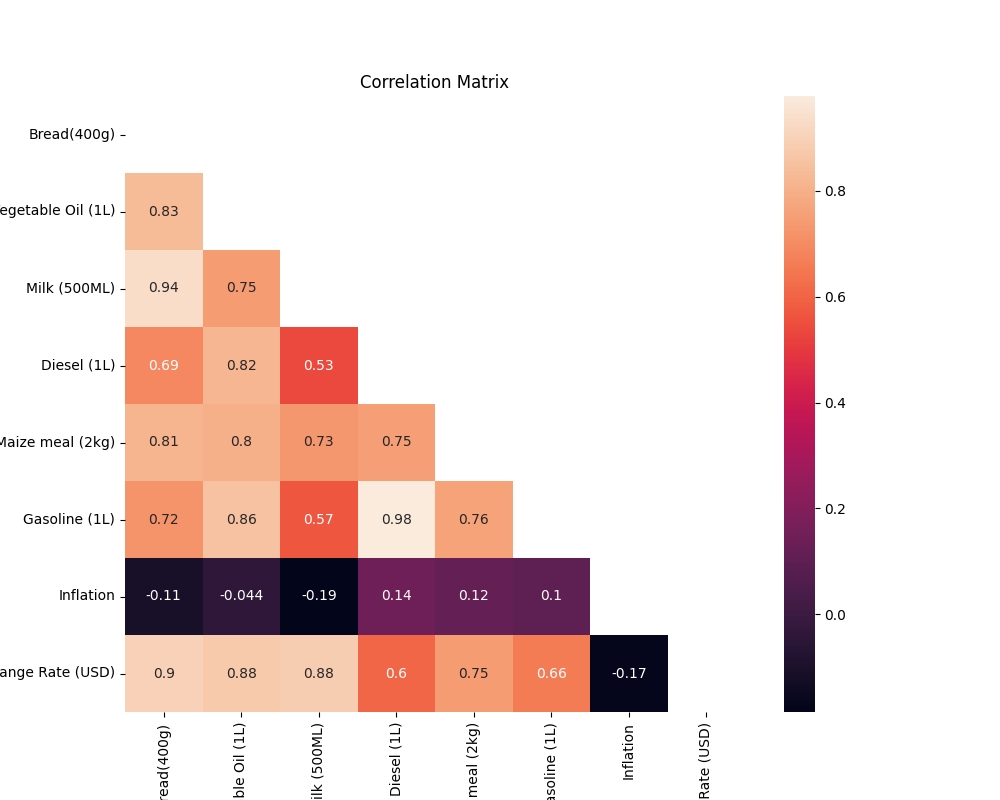 Correlation Matrix
Bread(400g)
egetable Oil (1L) 0.83
Milk (500ML) 0.94 0.75
Diesel (1L) 0.69 0.82 0.53
Maize meal (2kg) 0.81 0.8 0.73 0.75
Gasoline (1L) 0.72 0.86 0.57 0.98 0.76
Inflation -0.11 -0.044 -0.19 0.14 0.12 0.1
ange Rate (USD) 0.9 0.88 0.88 0.6 0.75 0.66 -0.17
read(400g)
ble Oil (1L)
ilk (500ML)
Diesel (1L)
meal (2kg)
asoline (1L)
Inflation
Rate (USD)
0.8
0.6
0.4
0.2
0.0